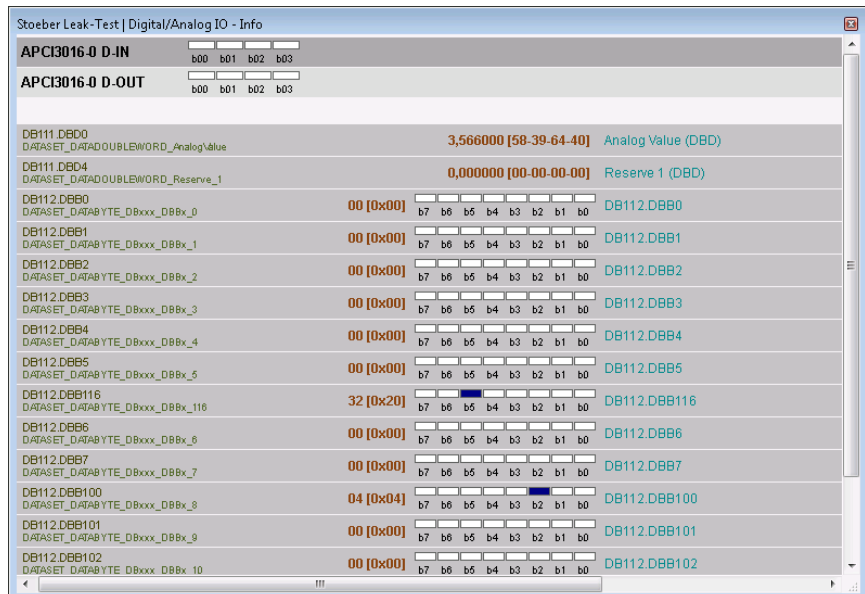 Stoeber Leak-Test | Digital/Analog IO - Info
APCI3016-0 D-IN
b00 b01 b02 b03
APCI3016-0 D-OUT
b00 b01 b02 b03
DB111.DBD0 3,566000 [58-39-64-40] Analog Value (DBD)
DATASET_DATADOUBLEWORD_AnalogValue
DB111.DBD4 0,000000 [00-00-00-00] Reserve 1 (DBD)
DATASET_DATADOUBLEWORD_Reserve_1
DB112.DBB0 00 [0x00] DB112.DBB0
DATASET_DATABYTE_DBxxx_DBBx_0 b7 b6 b5 b4 b3 b2 b1 b0
DB112.DBB1 00 [0x00] DB112.DBB1
DATASET_DATABYTE_DBxxx_DBBx_1 b7 b6 b5 b4 b3 b2 b1 b0
DB112.DBB2 00 [0x00] DB112.DBB2
DATASET_DATABYTE_DBxxx_DBBx_2 b7 b6 b5 b4 b3 b2 b1 b0
DB112.DBB3 00 [0x00] DB112.DBB3
DATASET_DATABYTE_DBxxx_DBBx_3 b7 b6 b5 b4 b3 b2 b1 b0
DB112.DBB4 00 [0x00] DB112.DBB4
DATASET_DATABYTE_DBxxx_DBBx_4 b7 b6 b5 b4 b3 b2 b1 b0
DB112.DBB5 00 [0x00] DB112.DBB5
DATASET_DATABYTE_DBxxx_DBBx_5 b7 b6 b5 b4 b3 b2 b1 b0
DB112.DBB116 32 [0x20] DB112.DBB116
DATASET_DATABYTE_DBxxx_DBBx_116 b7 b6 b5 b4 b3 b2 b1 b0
DB112.DBB6 00 [0x00] DB112.DBB6
DATASET_DATABYTE_DBxxx_DBBx_6 b7 b6 b5 b4 b3 b2 b1 b0
DB112.DBB7 00 [0x00] DB112.DBB7
DATASET_DATABYTE_DBxxx_DBBx_7 b7 b6 b5 b4 b3 b2 b1 b0
DB112.DBB100 04 [0x04] DB112.DBB100
DATASET_DATABYTE_DBxxx_DBBx_8 b7 b6 b5 b4 b3 b2 b1 b0
DB112.DBB101 00 [0x00] DB112.DBB101
DATASET_DATABYTE_DBxxx_DBBx_9 b7 b6 b5 b4 b3 b2 b1 b0
DB112.DBB102 00 [0x00] DB112.DBB102
DATASET_DATABYTE_DBxxx_DBBx_10 b7 b6 b5 b4 b3 b2 b1 b0